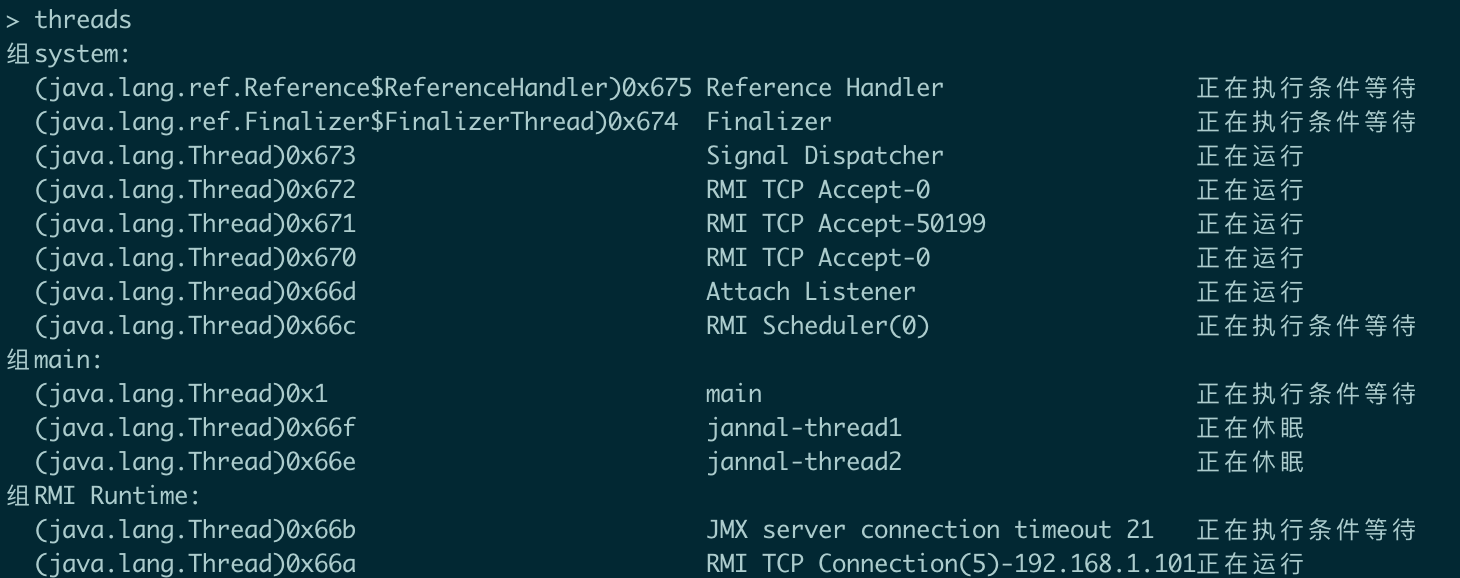 > threads
组system:
  (java.lang.ref.Reference$ReferenceHandler)0x675 Reference Handler                  正在执行条件等待
  (java.lang.ref.Finalizer$FinalizerThread)0x674  Finalizer                          正在执行条件等待
  (java.lang.Thread)0x673                         Signal Dispatcher                  正在运行
  (java.lang.Thread)0x672                         RMI TCP Accept-0                   正在运行
  (java.lang.Thread)0x671                         RMI TCP Accept-50199               正在运行
  (java.lang.Thread)0x670                         RMI TCP Accept-0                   正在运行
  (java.lang.Thread)0x66d                         Attach Listener                    正在运行
  (java.lang.Thread)0x66c                         RMI Scheduler(0)                   正在执行条件等待
组main:
  (java.lang.Thread)0x1                           main                               正在执行条件等待
  (java.lang.Thread)0x66f                         jannal-thread1                     正在休眠
  (java.lang.Thread)0x66e                         jannal-thread2                     正在休眠
组RMI Runtime:
  (java.lang.Thread)0x66b                         JMX server connection timeout 21   正在执行条件等待
  (java.lang.Thread)0x66a                         RMI TCP Connection(5)-192.168.1.101正在运行